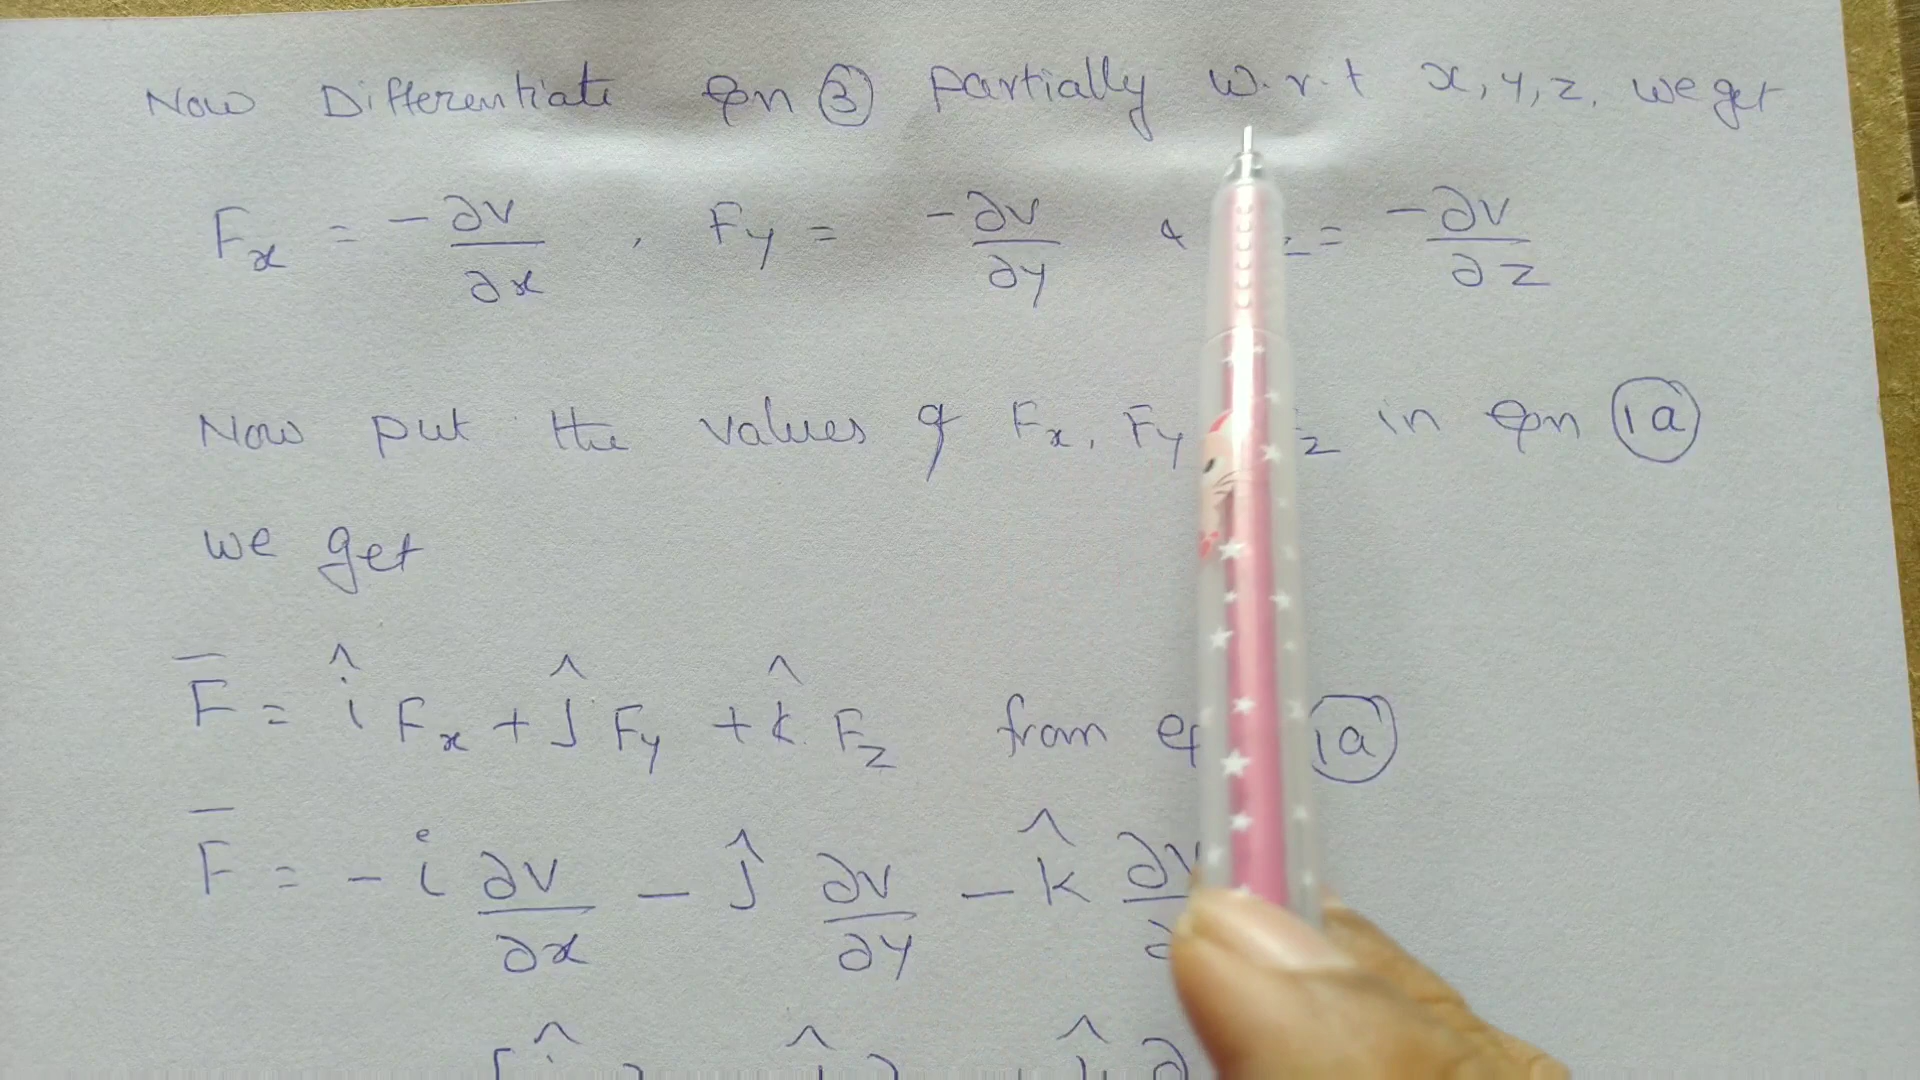 Now Differentiate Eqn ③ partially w.r.t x, y, z, we get
Fx = -∂V/∂x , Fy = -∂V/∂y & z = -∂V/∂z
Now put the values of Fx, Fy z in Eqn (1a)
we get
F̅ = î Fx + ĵ Fy + k̂ Fz from eq (1a)
F̅ = - i ∂V/∂x - ĵ ∂V/∂y - k̂ ∂V/∂